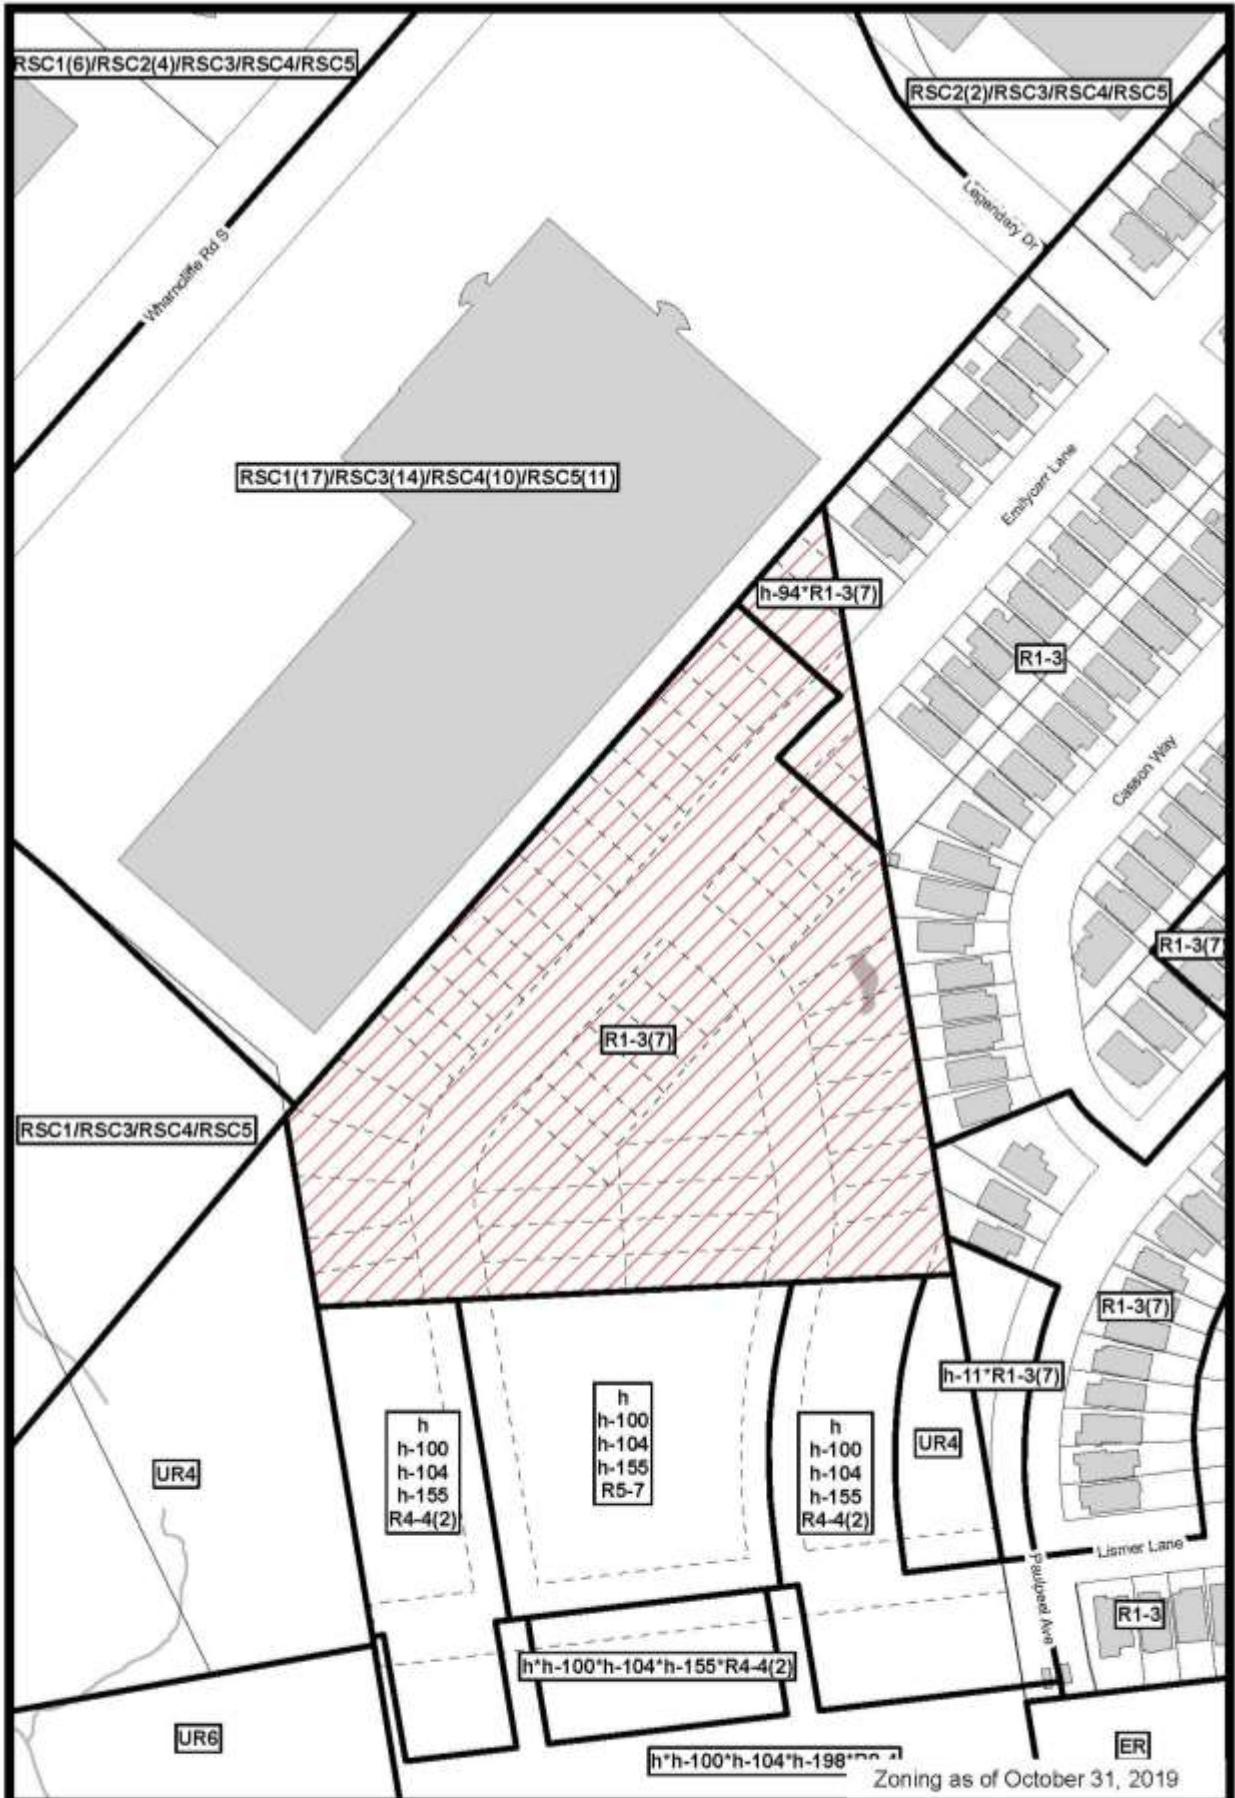 RSC1(6)/RSC2(4)/RSC3/RSC4/RSC5
RSC2(2)/RSC3/RSC4/RSC5
Legendary Dr
Wharncliffe Rd S
RSC1(17)/RSC3(14)/RSC4(10)/RSC5(11)
Emilycarr Lane
h-94*R1-3(7)
R1-3
Casson Way
R1-3(7)
R1-3(7)
RSC1/RSC3/RSC4/RSC5
R1-3(7)
h-11*R1-3(7)
h
h-100
h-104
h-155
R4-4(2)
h
h-100
h-104
h-155
R5-7
h
h-100
h-104
h-155
R4-4(2)
UR4
UR4
Lismer Lane
Paulpeel Ave
R1-3
h*h-100*h-104*h-155*R4-4(2)
UR6
h*h-100*h-104*h-198*
ER
Zoning as of October 31, 2019